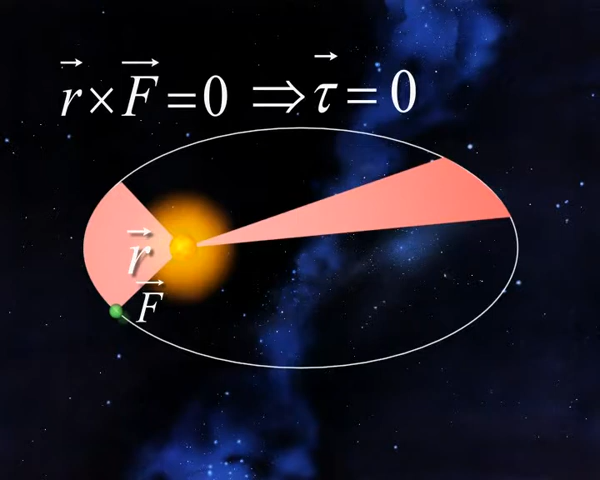 r⃗ × F⃗ = 0 ⇒ τ⃗ = 0
r⃗
F⃗